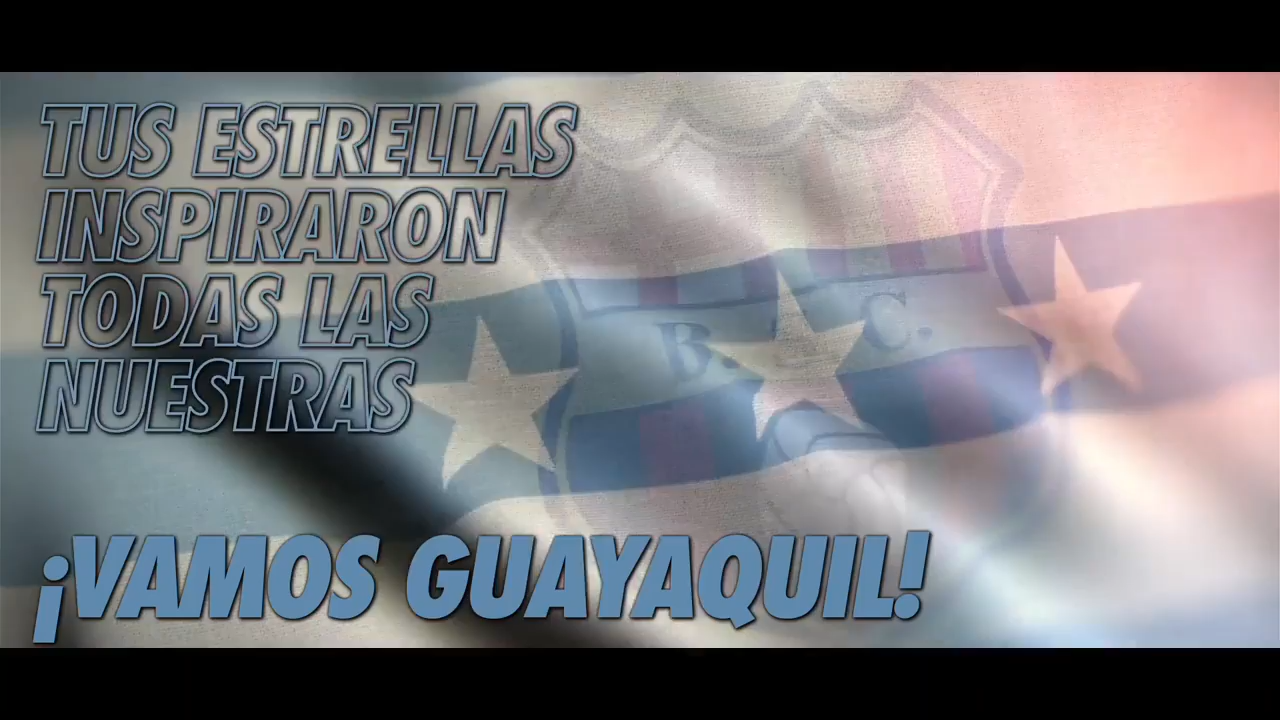 TUS ESTRELLAS
INSPIRARON
TODAS LAS
NUESTRAS
B. C.
¡VAMOS GUAYAQUIL!